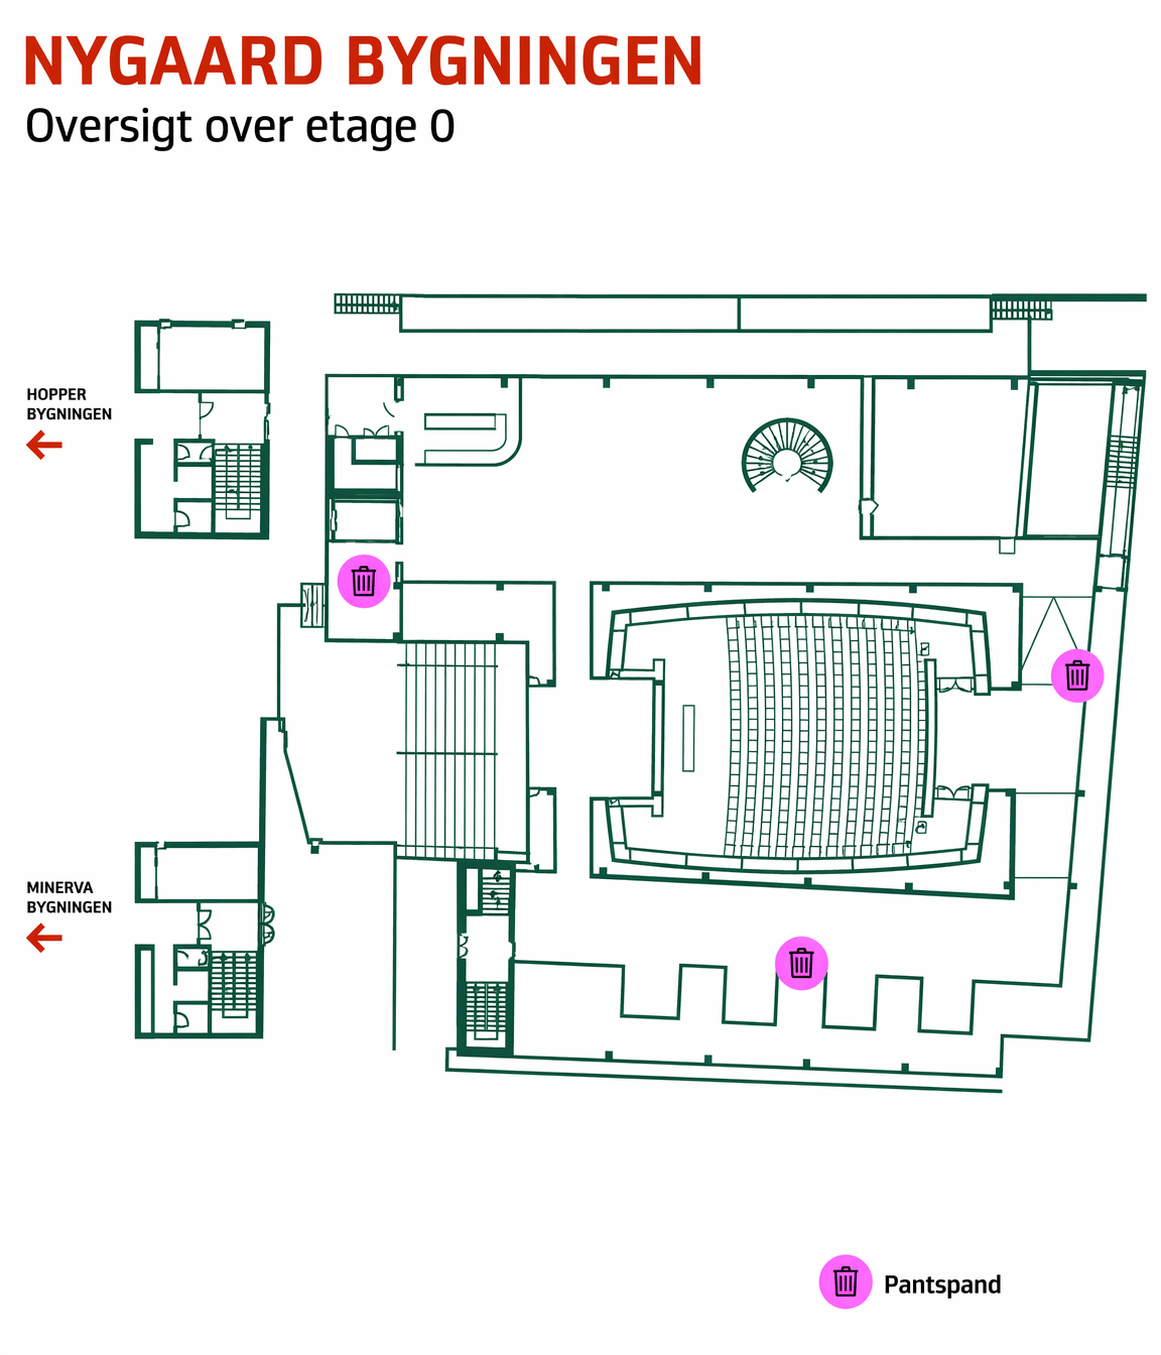 NYGAARD BYGNINGEN
Oversigt over etage 0
HOPPER
BYGNINGEN
MINERVA
BYGNINGEN
Pantspand